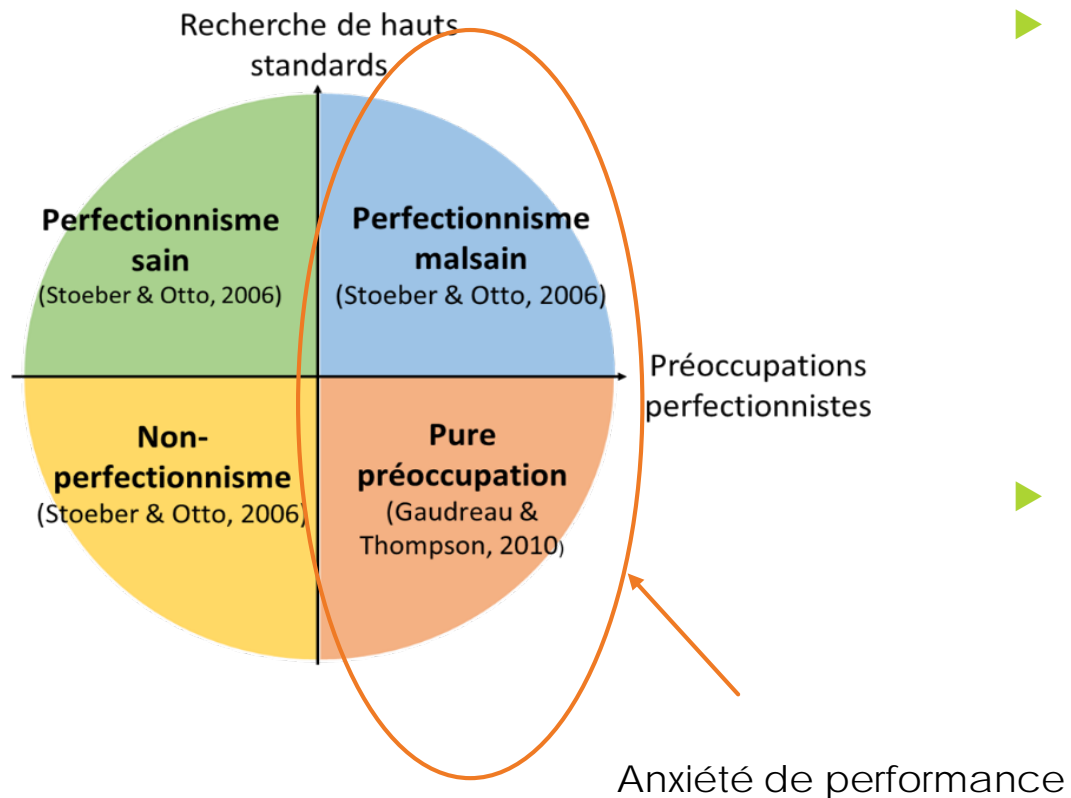 Recherche de hauts
standards
Perfectionnisme
sain
(Stoeber & Otto, 2006)
Perfectionnisme
malsain
(Stoeber & Otto, 2006)
Préoccupations
perfectionnistes
Non-
perfectionnisme
(Stoeber & Otto, 2006)
Pure
préoccupation
(Gaudreau &
Thompson, 2010)
Anxiété de performance